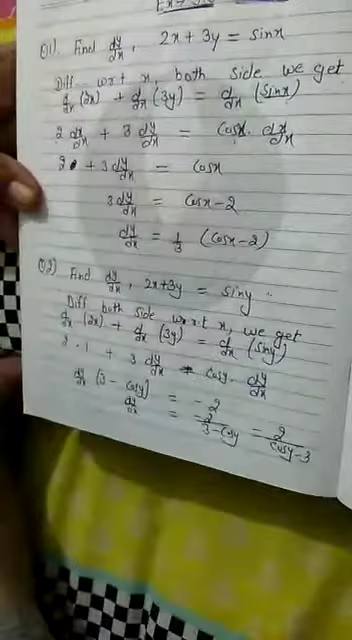 Q1). Find dy/dx, 2x + 3y = sinx
Diff.. w.r.t x, both side we get
d/dx (2x) + d/dx (3y) = d/dx (sinx)
2 dx/dx + 3 dy/dx = cosx. dx/dx
2 + 3 dy/dx = cosx
3 dy/dx = cosx - 2
dy/dx = 1/3 (cosx - 2)
Q2) Find dy/dx, 2x+3y = siny
Diff both side w.r.t x, we get
d/dx (2x) + d/dx (3y) = d/dx (siny)
2 . 1 + 3 dy/dx = cosy. dy/dx
dy/dx (3 - cosy) = - 2
dy/dx = -2/3-cosy = 2/cosy-3